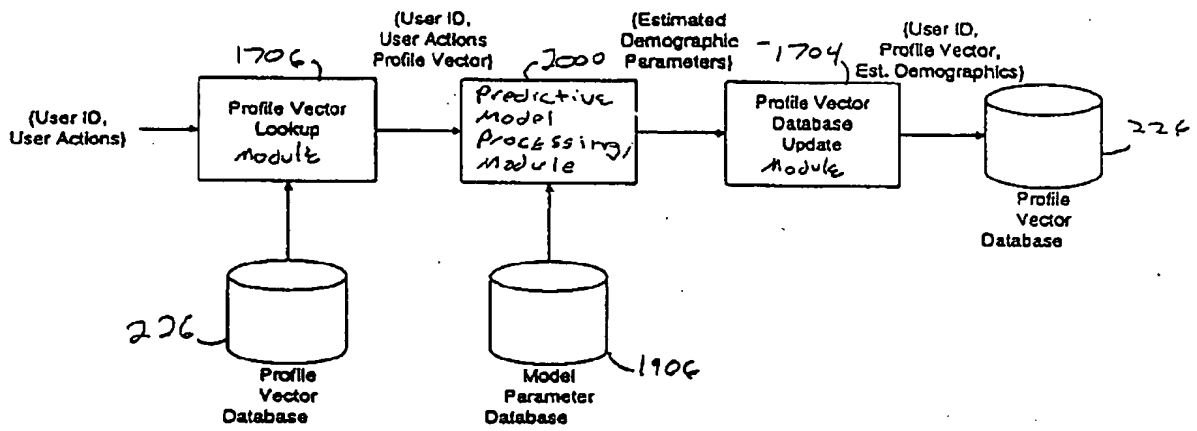 {User ID,
User Actions
Profile Vector}
{Estimated
Demographic
Parameters}
{User ID,
Profile Vector,
Est. Demographics}
1706
2000
1704
{User ID,
User Actions}
Profile Vector
Lookup
Module
Predictive
Model
Processing
Module
Profile Vector
Database
Update
Module
226
Profile
Vector
Database
226
1906
Profile
Vector
Database
Model
Parameter
Database